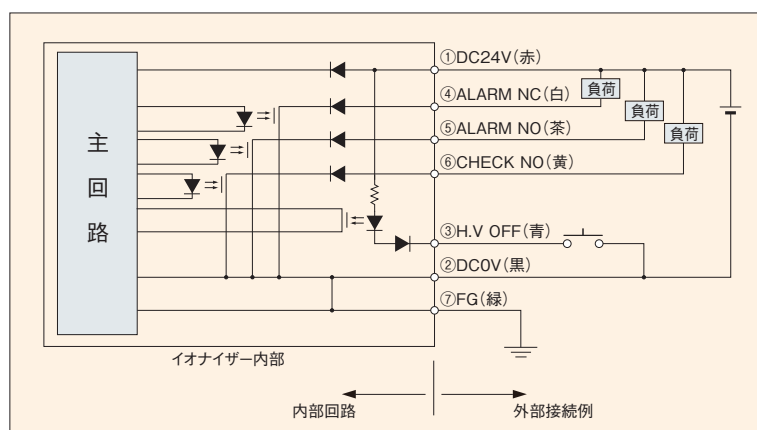 ①DC24V(赤)
④ALARM NC(白)
負荷
⑤ALARM NO(茶)
負荷
⑥CHECK NO(黄)
負荷
主回路
③H.V OFF(青)
②DC0V(黒)
⑦FG(緑)
イオナイザー内部
内部回路
外部接続例